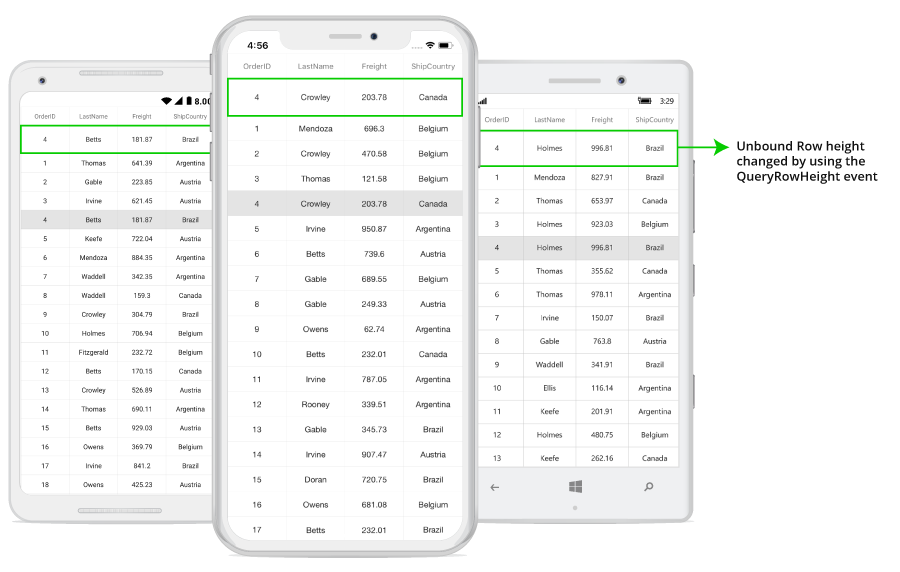 8.00
OrderID LastName Freight ShipCountry
4 Betts 181.87 Brazil
1 Thomas 641.39 Argentina
2 Gable 223.85 Austria
3 Irvine 621.45 Austria
4 Betts 181.87 Brazil
5 Keefe 722.04 Austria
6 Mendoza 884.35 Argentina
7 Waddell 342.35 Argentina
8 Waddell 159.3 Canada
9 Crowley 304.79 Brazil
10 Holmes 706.94 Belgium
11 Fitzgerald 232.72 Belgium
12 Betts 170.15 Canada
13 Crowley 526.89 Austria
14 Thomas 690.11 Argentina
15 Betts 929.03 Austria
16 Owens 369.79 Belgium
17 Irvine 841.2 Brazil
18 Owens 425.23 Austria
4:56
OrderID LastName Freight ShipCountry
4 Crowley 203.78 Canada
1 Mendoza 696.3 Belgium
2 Crowley 470.58 Belgium
3 Thomas 121.58 Belgium
4 Crowley 203.78 Canada
5 Irvine 950.87 Argentina
6 Betts 739.6 Austria
7 Gable 689.55 Belgium
8 Gable 249.33 Austria
9 Owens 62.74 Argentina
10 Betts 232.01 Canada
11 Irvine 787.05 Argentina
12 Rooney 339.51 Argentina
13 Gable 345.73 Brazil
14 Irvine 907.47 Austria
15 Doran 720.75 Brazil
16 Owens 681.08 Belgium
17 Betts 232.01 Brazil
3:29
OrderID LastName Freight ShipCountry
4 Holmes 996.81 Brazil
1 Mendoza 827.91 Brazil
2 Thomas 653.97 Canada
3 Holmes 923.03 Belgium
4 Holmes 996.81 Brazil
5 Thomas 355.62 Canada
6 Thomas 978.11 Argentina
7 Irvine 150.07 Brazil
8 Gable 763.8 Austria
9 Waddell 341.91 Brazil
10 Ellis 116.14 Argentina
11 Keefe 201.91 Argentina
12 Holmes 480.75 Belgium
13 Keefe 262.16 Canada
Unbound Row height
changed by using the
QueryRowHeight event